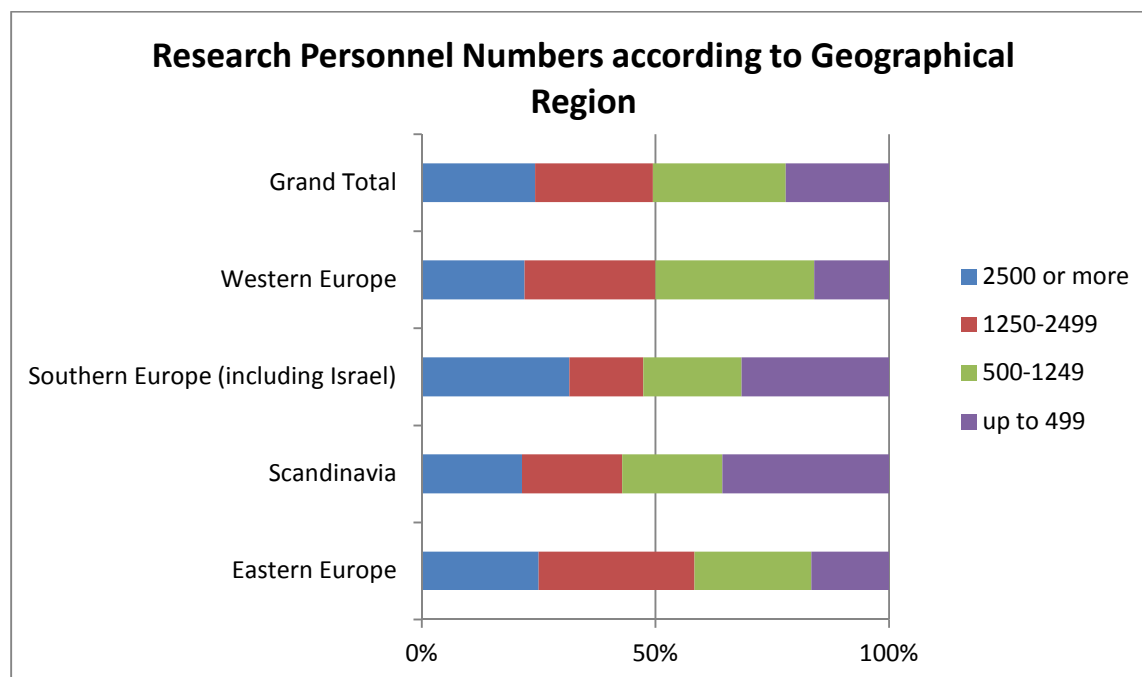 Research Personnel Numbers according to Geographical
Region
Grand Total
Western Europe
Southern Europe (including Israel)
Scandinavia
Eastern Europe
0%
50%
100%
2500 or more
1250-2499
500-1249
up to 499